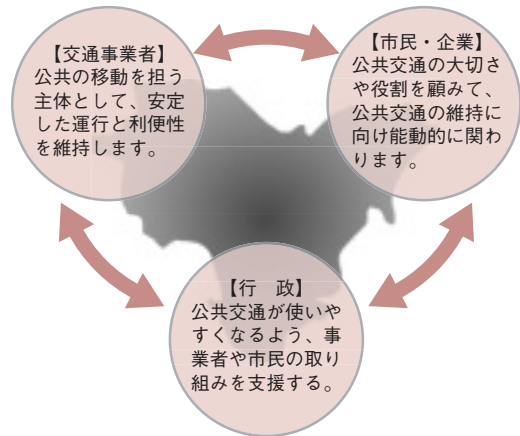 【交通事業者】
公共の移動を担う
主体として、安定
した運行と利便性
を維持します。
【市民・企業】
公共交通の大切さ
や役割を顧みて、
公共交通の維持に
向け能動的に関わ
ります。
【行　政】
公共交通が使いや
すくなるよう、事
業者や市民の取り
組みを支援する。